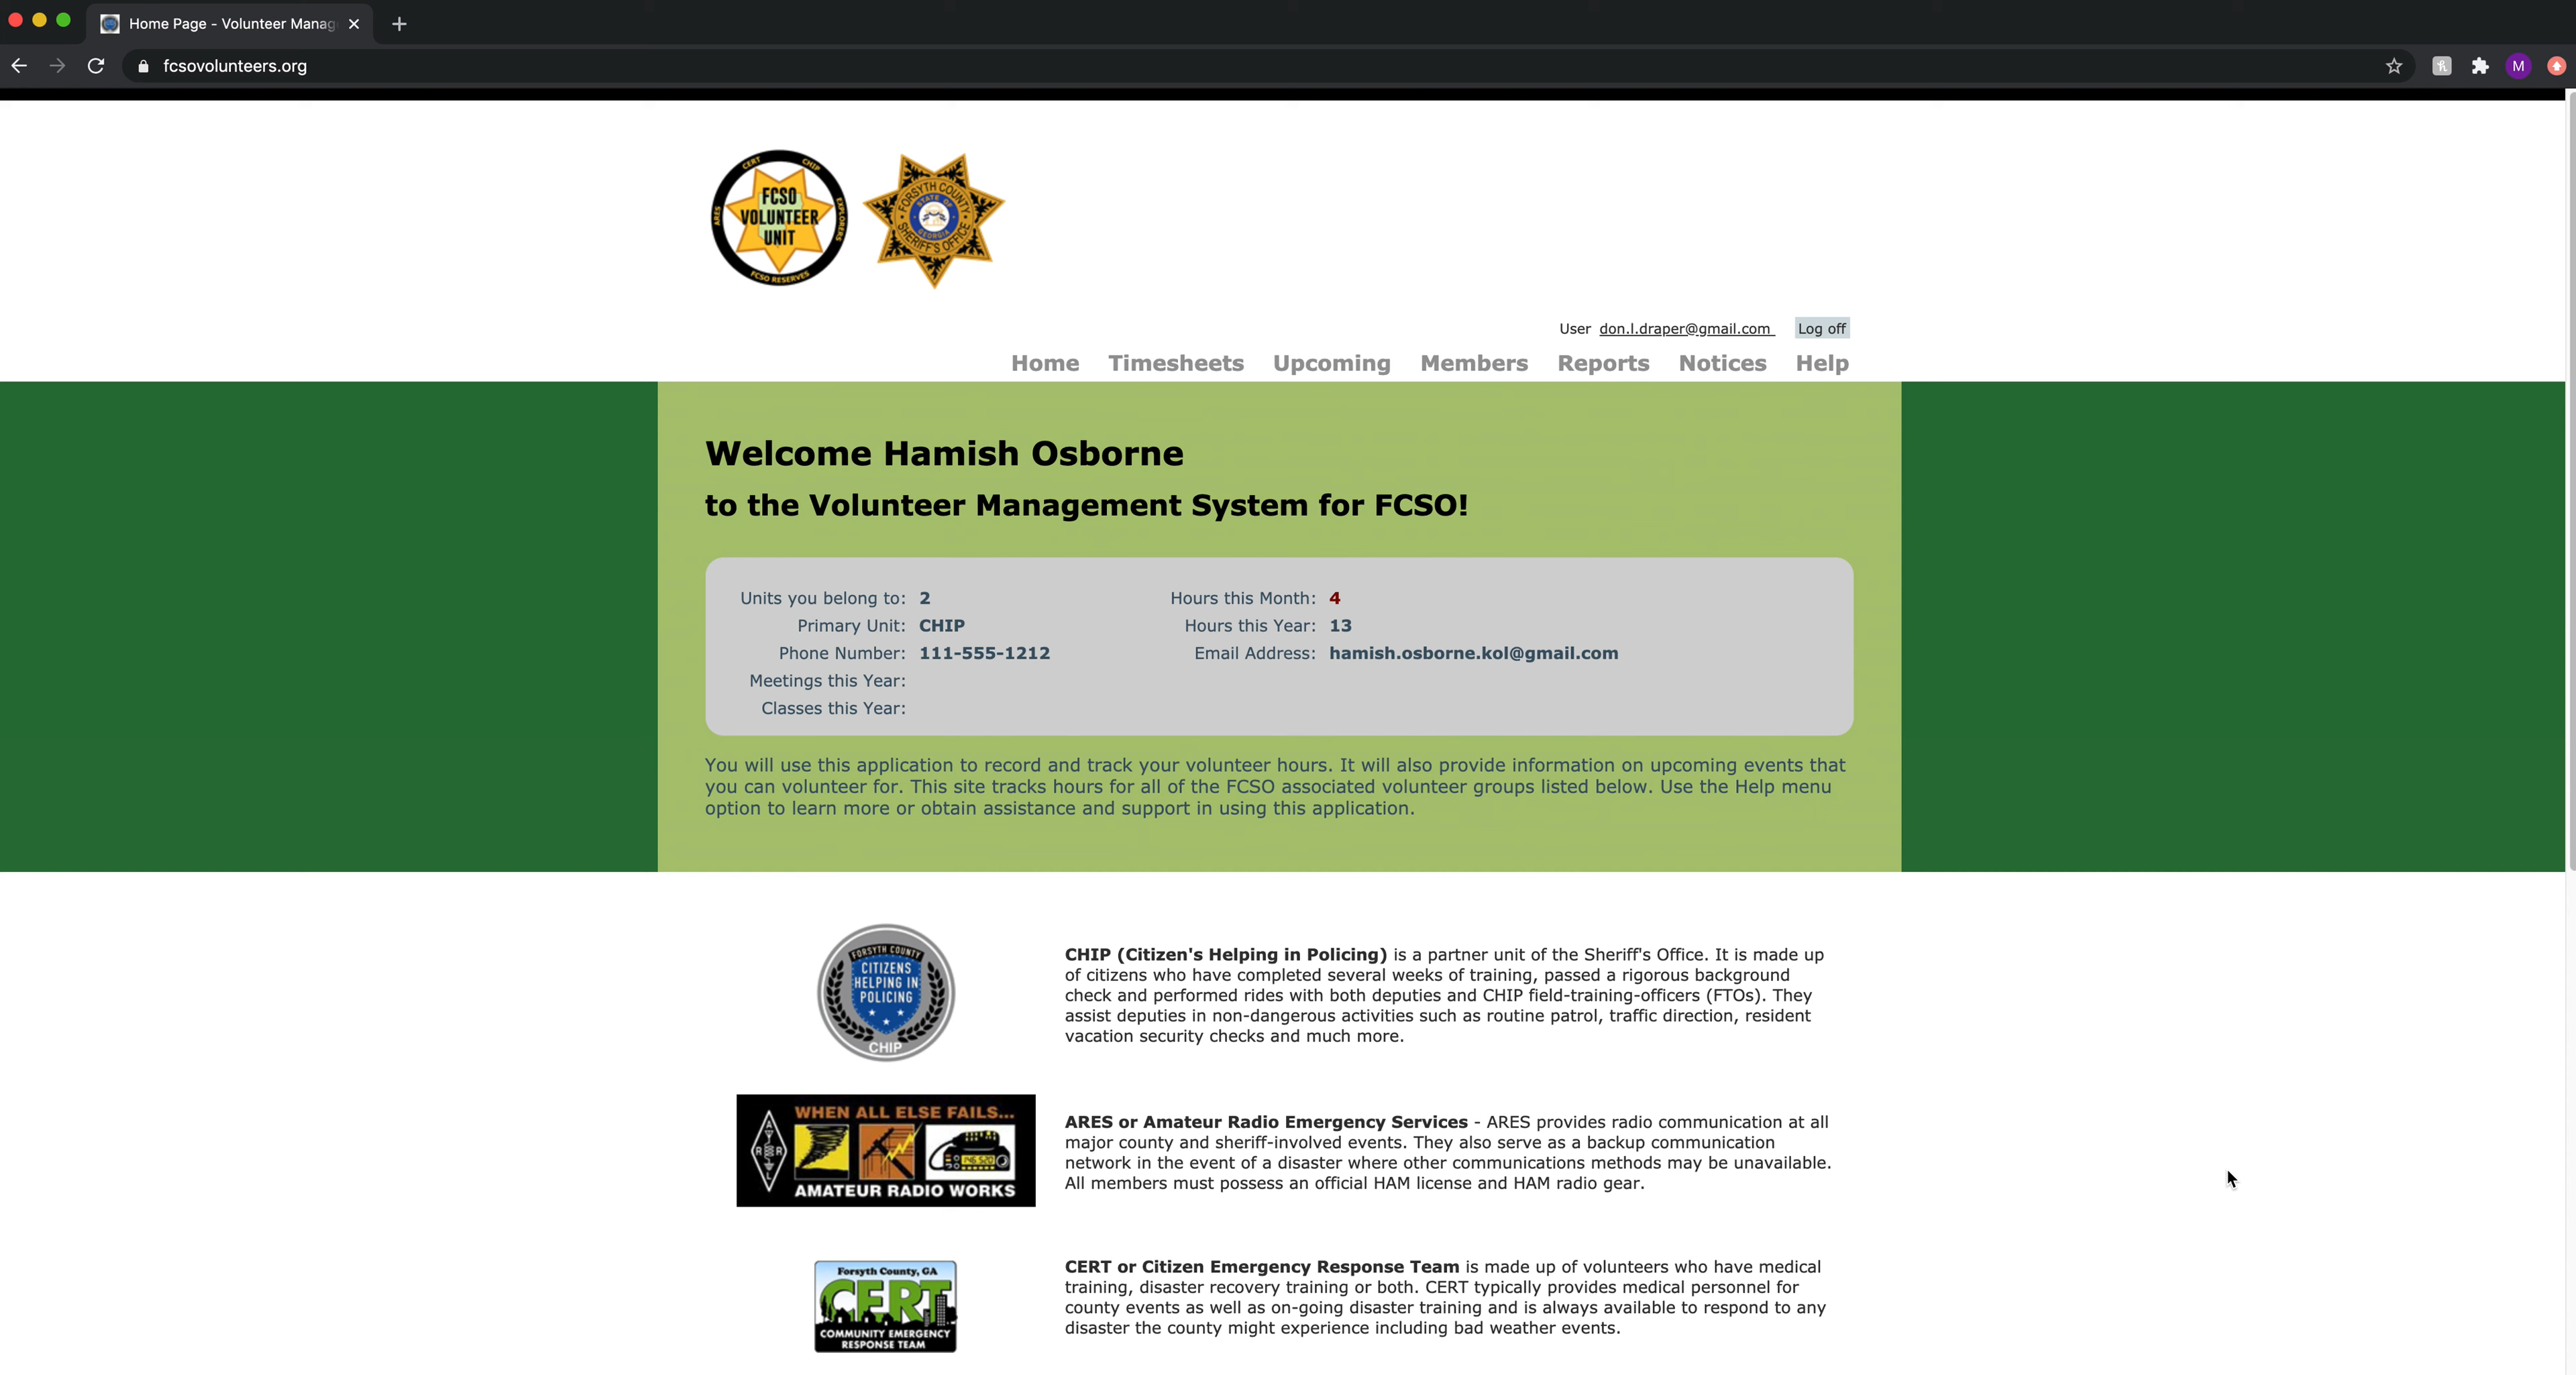 Home Page - Volunteer Manag
fcsovolunteers.org
M
CERT CHIP
ARES
EXPLORERS
FCSO
VOLUNTEER
UNIT
FCSO RESERVES
FORSYTH COUNTY
STATE OF
GEORGIA
SHERIFF'S OFFICE
User don.l.draper@gmail.com Log off
Home Timesheets Upcoming Members Reports Notices Help
Welcome Hamish Osborne
to the Volunteer Management System for FCSO!
Units you belong to: 2 Hours this Month: 4
Primary Unit: CHIP Hours this Year: 13
Phone Number: 111-555-1212 Email Address: hamish.osborne.kol@gmail.com
Meetings this Year:
Classes this Year:
You will use this application to record and track your volunteer hours. It will also provide information on upcoming events that
you can volunteer for. This site tracks hours for all of the FCSO associated volunteer groups listed below. Use the Help menu
option to learn more or obtain assistance and support in using this application.
FORSYTH COUNTY
CITIZENS
HELPING IN
POLICING
CHIP
CHIP (Citizen's Helping in Policing) is a partner unit of the Sheriff's Office. It is made up
of citizens who have completed several weeks of training, passed a rigorous background
check and performed rides with both deputies and CHIP field-training-officers (FTOs). They
assist deputies in non-dangerous activities such as routine patrol, traffic direction, resident
vacation security checks and much more.
WHEN ALL ELSE FAILS...
AMATEUR RADIO WORKS
ARES or Amateur Radio Emergency Services - ARES provides radio communication at all
major county and sheriff-involved events. They also serve as a backup communication
network in the event of a disaster where other communications methods may be unavailable.
All members must possess an official HAM license and HAM radio gear.
Forsyth County, GA
CERT
COMMUNITY EMERGENCY
RESPONSE TEAM
CERT or Citizen Emergency Response Team is made up of volunteers who have medical
training, disaster recovery training or both. CERT typically provides medical personnel for
county events as well as on-going disaster training and is always available to respond to any
disaster the county might experience including bad weather events.